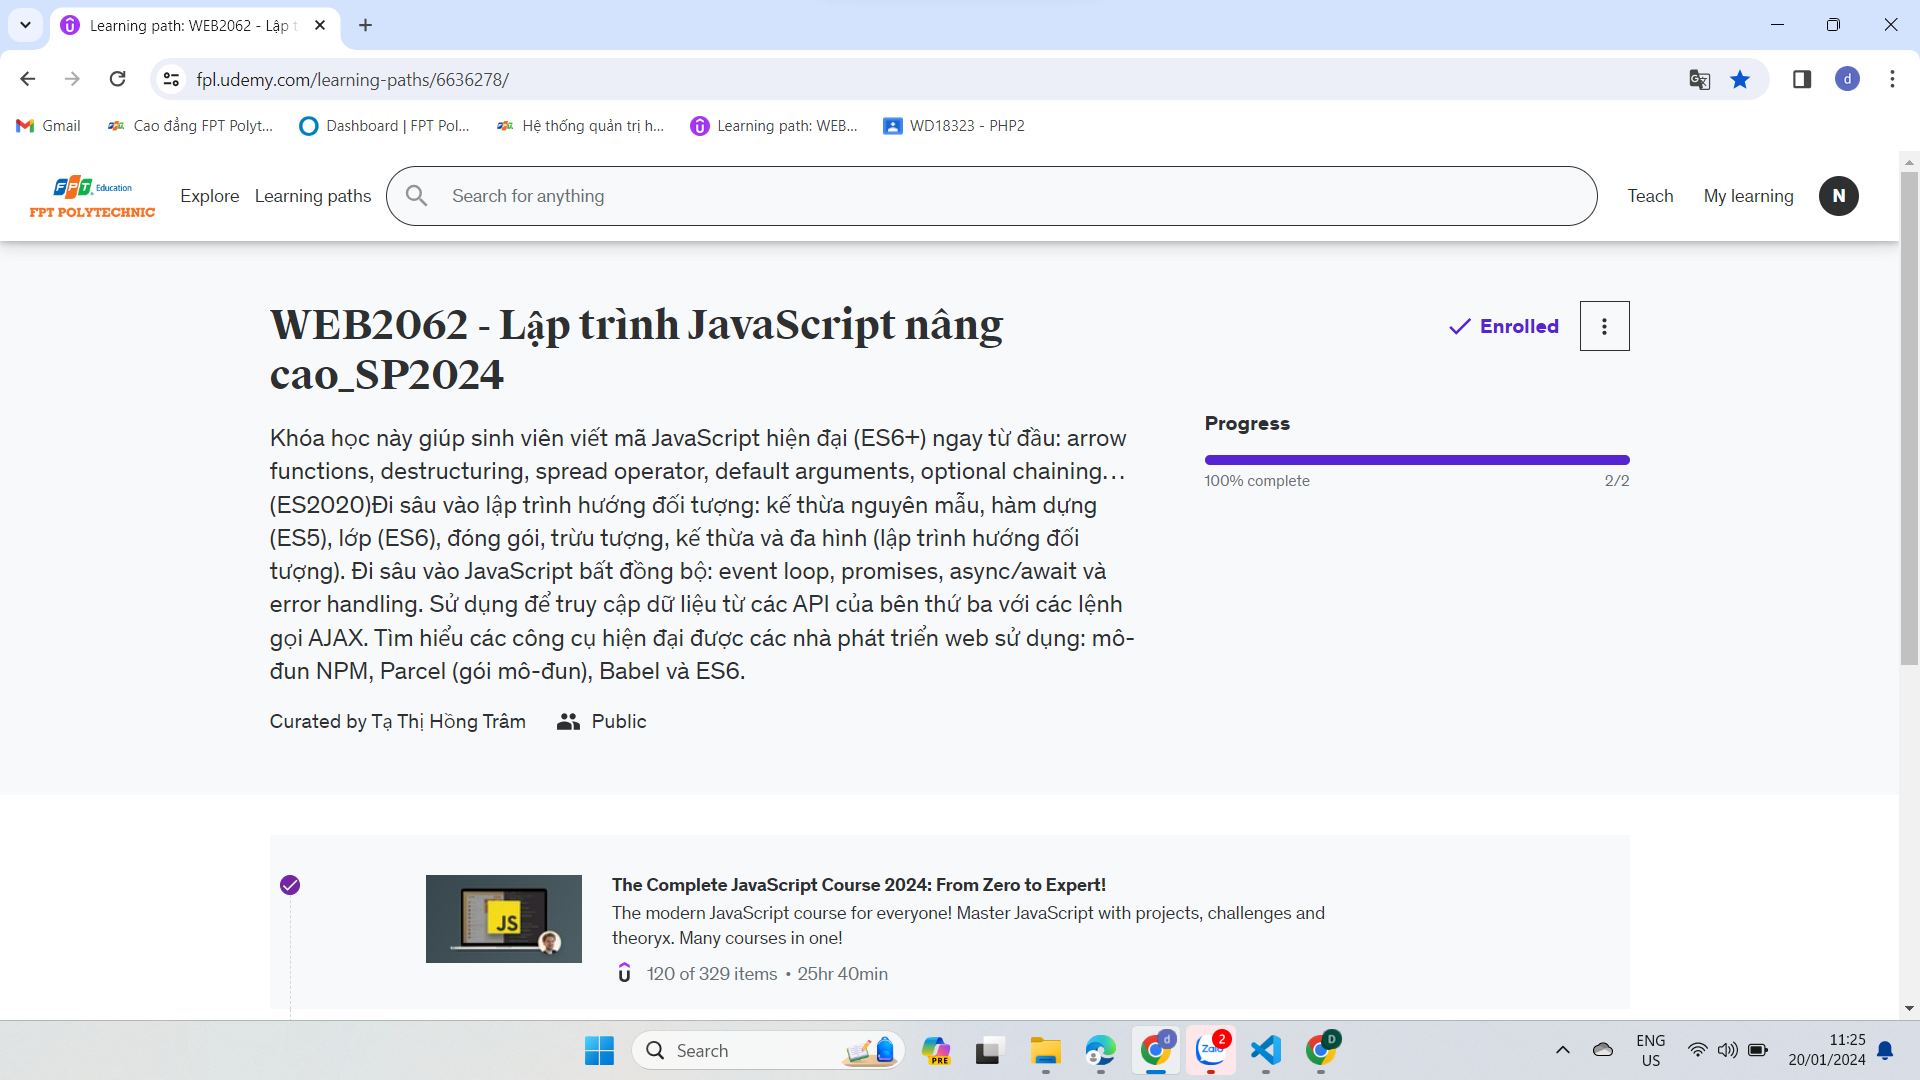 Learning path: WEB2062 - Lập t
fpl.udemy.com/learning-paths/6636278/
d
Gmail
Cao đẳng FPT Polyt...
Dashboard | FPT Pol...
Hệ thống quản trị h...
Learning path: WEB...
WD18323 - PHP2
FPT Education
FPT POLYTECHNIC
Explore
Learning paths
Search for anything
Teach
My learning
N
WEB2062 - Lập trình JavaScript nâng
cao_SP2024
Enrolled
Khóa học này giúp sinh viên viết mã JavaScript hiện đại (ES6+) ngay từ đầu: arrow
functions, destructuring, spread operator, default arguments, optional chaining…
(ES2020)Đi sâu vào lập trình hướng đối tượng: kế thừa nguyên mẫu, hàm dựng
(ES5), lớp (ES6), đóng gói, trừu tượng, kế thừa và đa hình (lập trình hướng đối
tượng). Đi sâu vào JavaScript bất đồng bộ: event loop, promises, async/await và
error handling. Sử dụng để truy cập dữ liệu từ các API của bên thứ ba với các lệnh
gọi AJAX. Tìm hiểu các công cụ hiện đại được các nhà phát triển web sử dụng: mô-
đun NPM, Parcel (gói mô-đun), Babel và ES6.
Progress
100% complete
2/2
Curated by Tạ Thị Hồng Trâm
Public
JS
The Complete JavaScript Course 2024: From Zero to Expert!
The modern JavaScript course for everyone! Master JavaScript with projects, challenges and
theoryx. Many courses in one!
120 of 329 items • 25hr 40min
Search
PRE
d
Zalo
2
D
ENG
US
11:25
20/01/2024